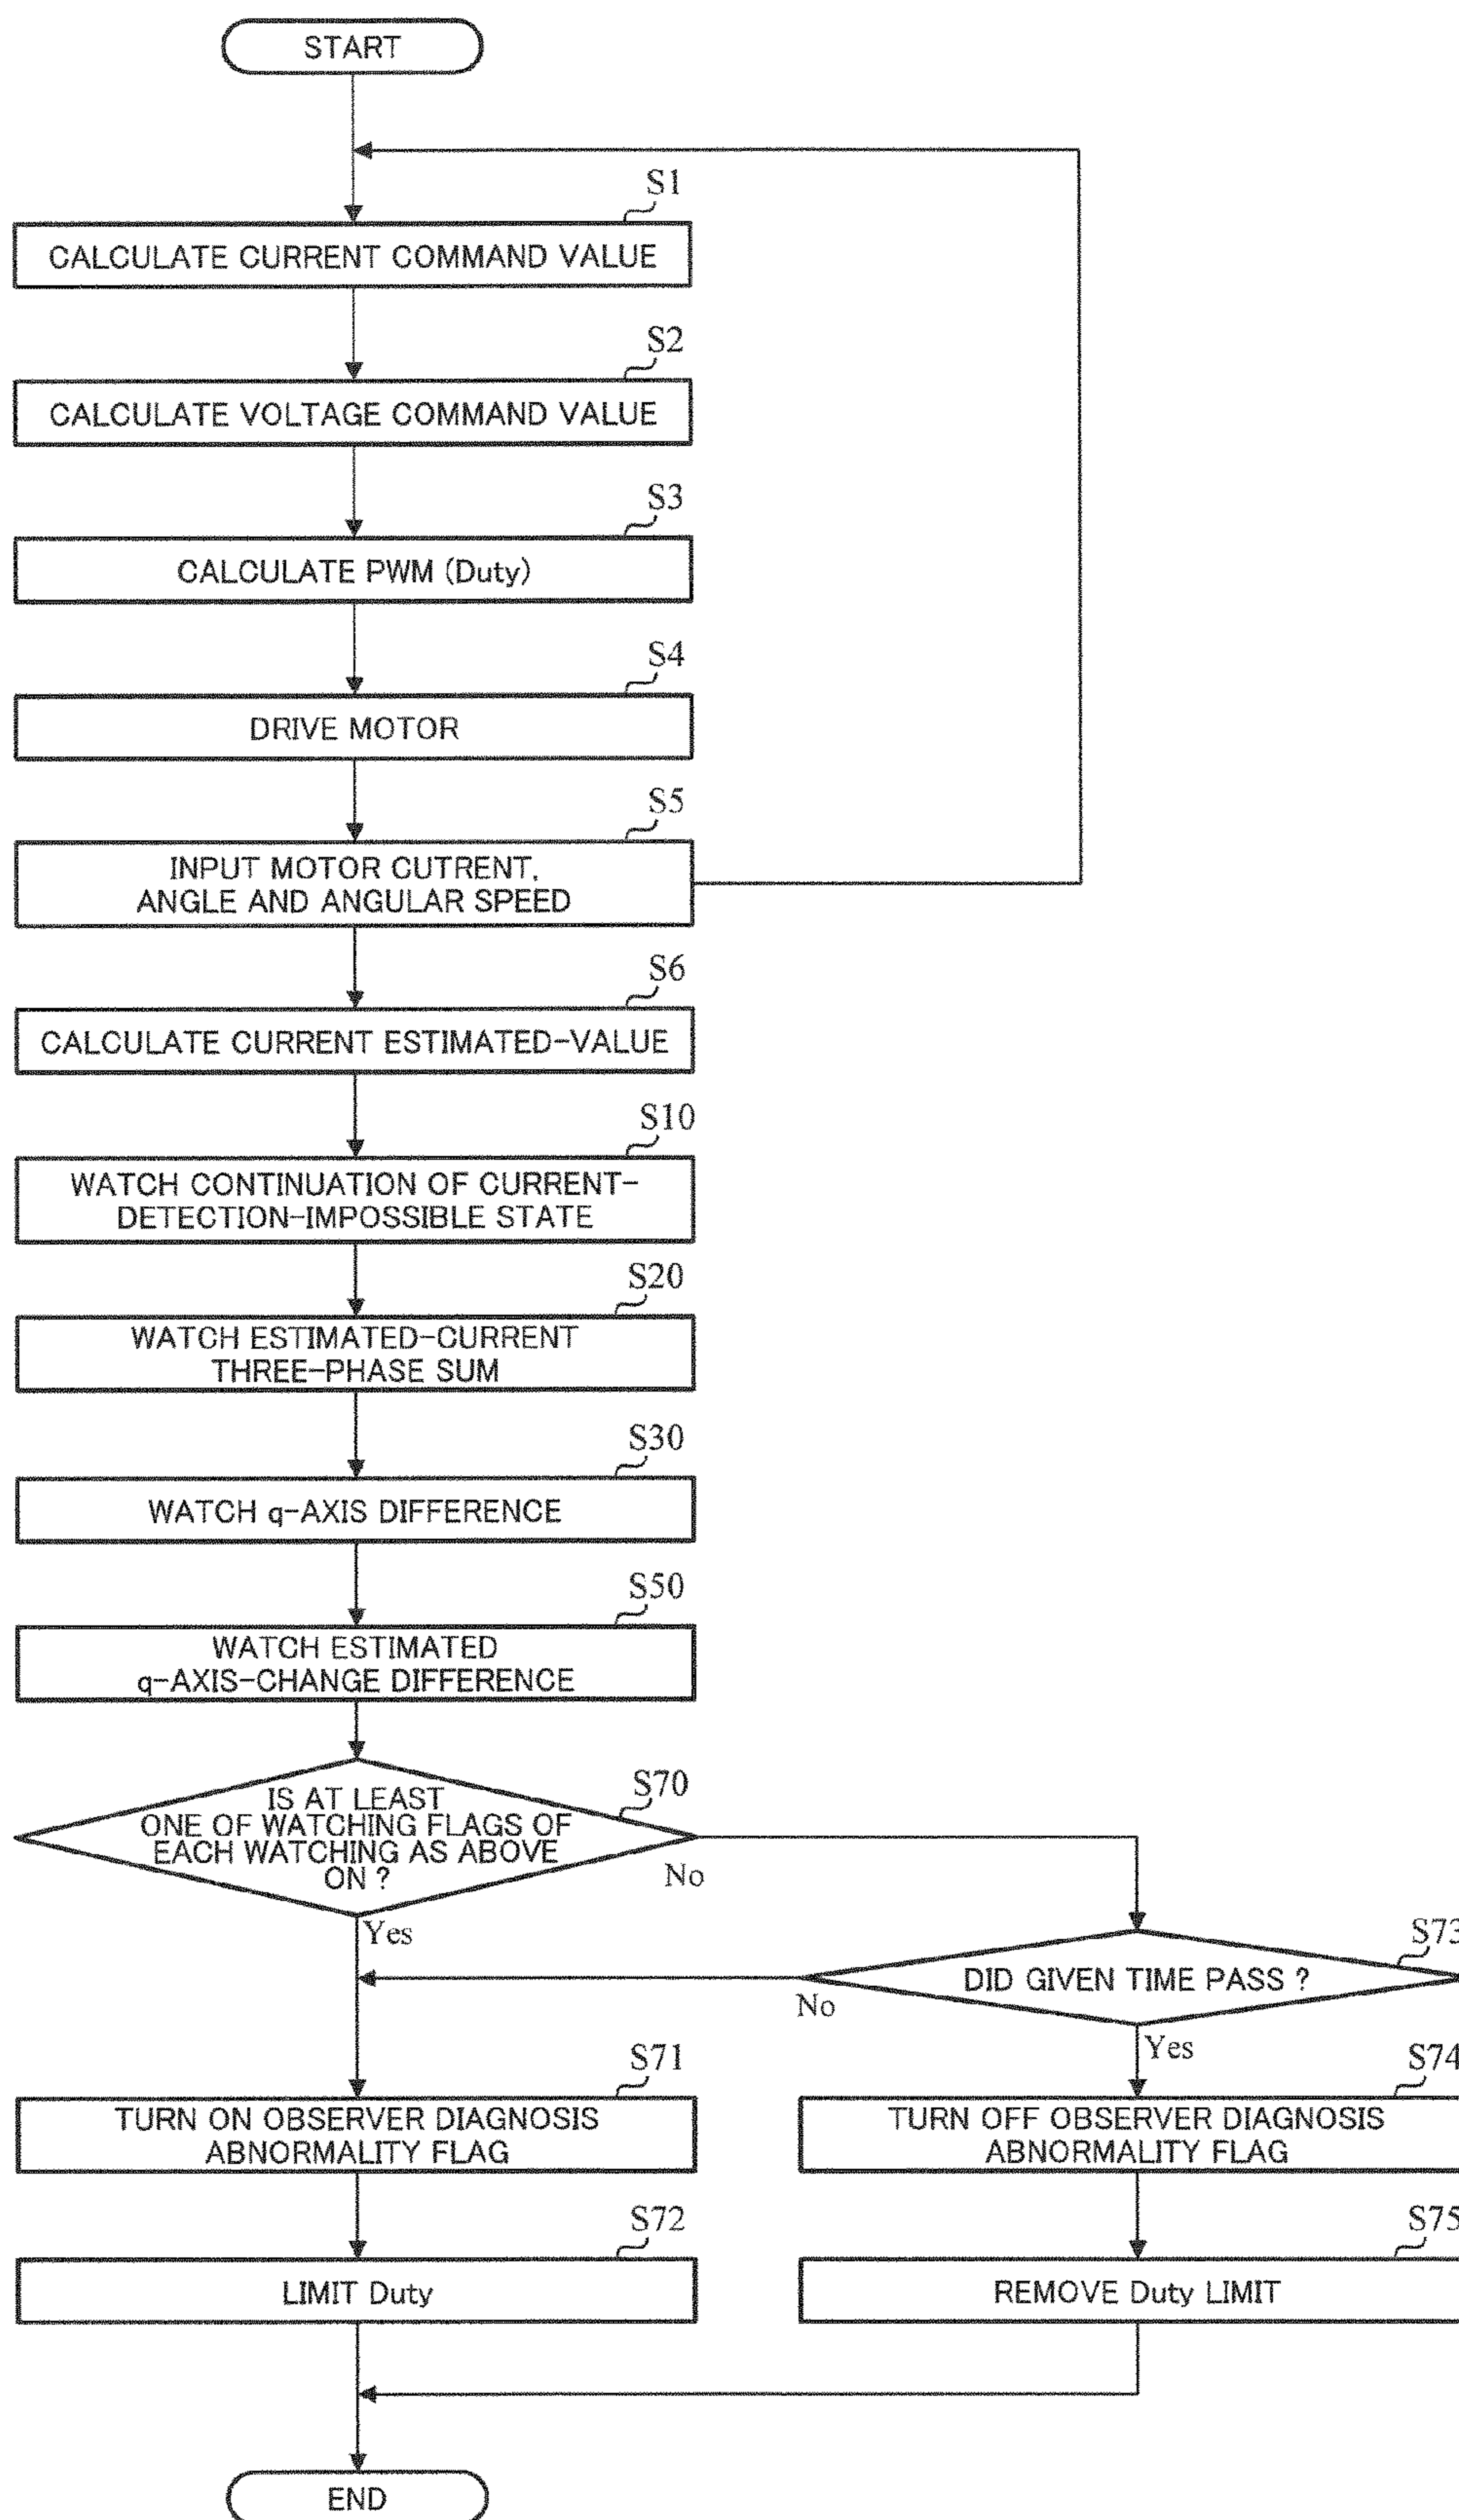 START
S1
CALCULATE CURRENT COMMAND VALUE
S2
CALCULATE VOLTAGE COMMAND VALUE
S3
CALCULATE PWM (Duty)
S4
DRIVE MOTOR
S5
INPUT MOTOR CUTRENT,
ANGLE AND ANGULAR SPEED
S6
CALCULATE CURRENT ESTIMATED-VALUE
S10
WATCH CONTINUATION OF CURRENT-
DETECTION-IMPOSSIBLE STATE
S20
WATCH ESTIMATED-CURRENT
THREE-PHASE SUM
S30
WATCH q-AXIS DIFFERENCE
S50
WATCH ESTIMATED
q-AXIS-CHANGE DIFFERENCE
S70
IS AT LEAST
ONE OF WATCHING FLAGS OF
EACH WATCHING AS ABOVE
ON ?
No
Yes
S73
DID GIVEN TIME PASS ?
No
Yes
S71
TURN ON OBSERVER DIAGNOSIS
ABNORMALITY FLAG
S74
TURN OFF OBSERVER DIAGNOSIS
ABNORMALITY FLAG
S72
LIMIT Duty
S75
REMOVE Duty LIMIT
END